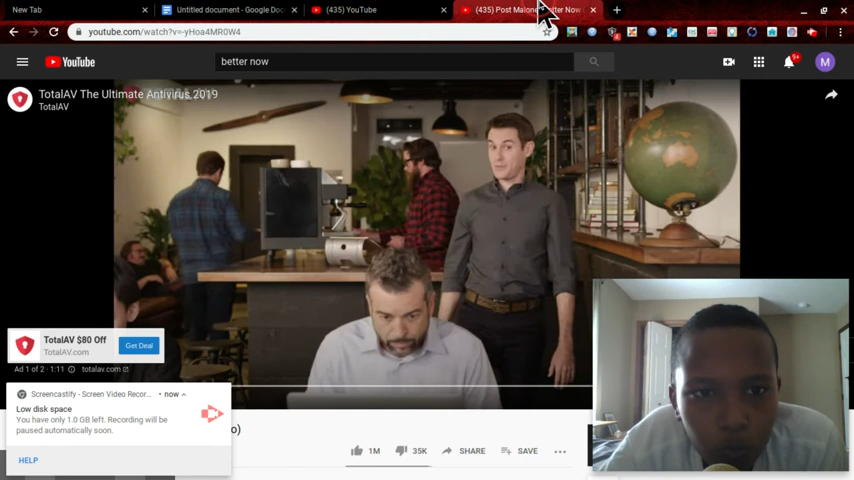 New Tab
Untitled document - Google Doc
(435) YouTube
(435) Post Malone
etter Now
youtube.com/watch?v=-yHoa4MR0W4
YouTube
better now
9+
M
TotalAV The Ultimate Antivirus 2019
TotalAV
TotalAV $80 Off
TotalAV.com
Get Deal
Ad 1 of 2 · 1:11
totalav.com
Screencastify - Screen Video Recor... • now
Low disk space
You have only 1.0 GB left. Recording will be
paused automatically soon.
HELP
o)
1M
35K
SHARE
SAVE